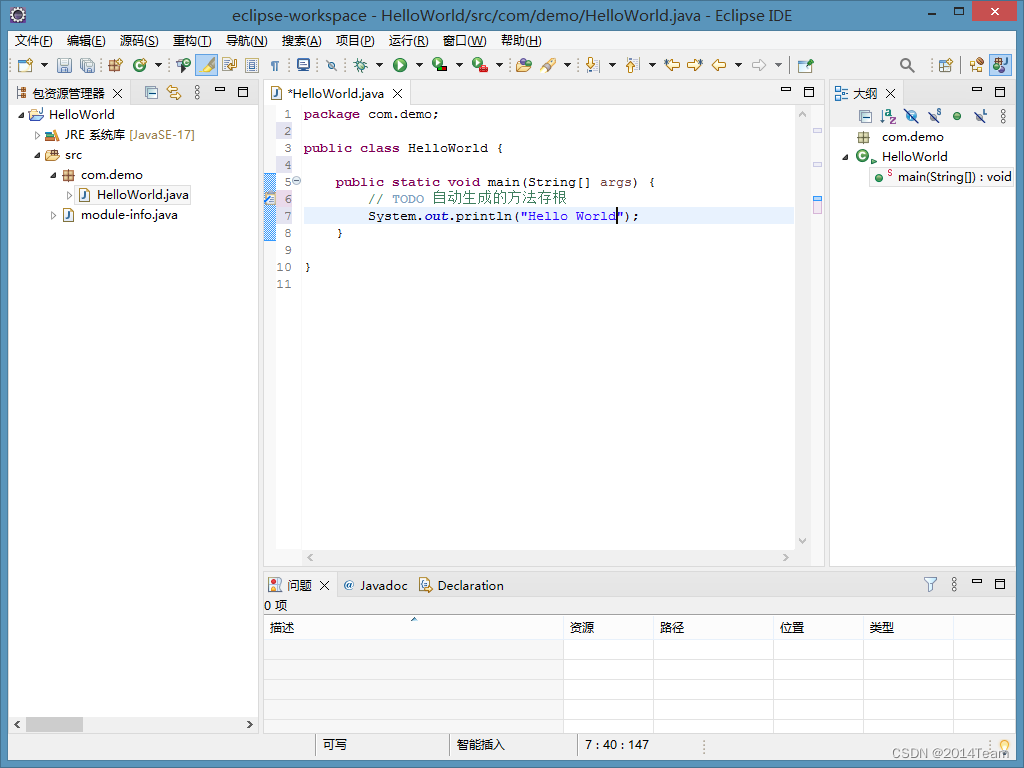 eclipse-workspace - HelloWorld/src/com/demo/HelloWorld.java - Eclipse IDE
文件(F) 编辑(E) 源码(S) 重构(T) 导航(N) 搜索(A) 项目(P) 运行(R) 窗口(W) 帮助(H)
包资源管理器
HelloWorld
JRE 系统库 [JavaSE-17]
src
com.demo
HelloWorld.java
module-info.java
*HelloWorld.java
1 package com.demo;
2
3 public class HelloWorld {
4
5 public static void main(String[] args) {
6 // TODO 自动生成的方法存根
7 System.out.println("Hello World");
8 }
9
10 }
11
大纲
com.demo
HelloWorld
main(String[]) : void
问题 @ Javadoc Declaration
0 项
描述 资源 路径 位置 类型
可写 智能插入 7 : 40 : 147
CSDN @2014Team